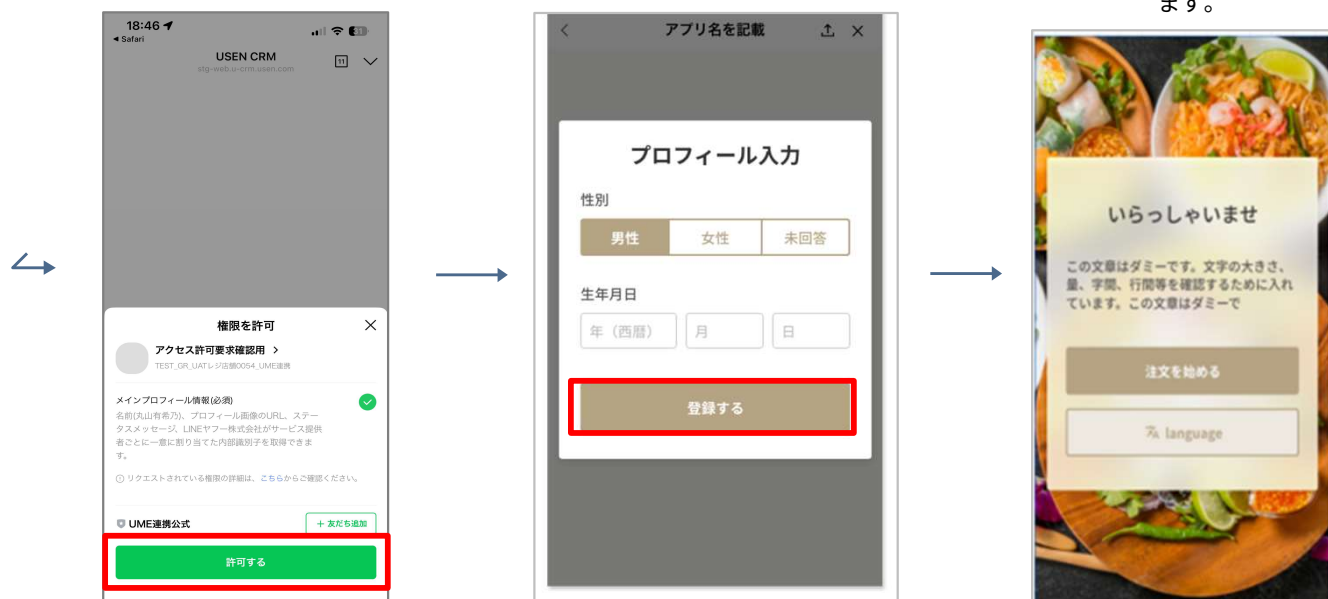 ます。
18:46
◀ Safari
USEN CRM
stg-web.u-crm.usen.com
11
権限を許可
アクセス許可要求確認用 >
TEST_GR_UATレジ店舗0054_UME連携
メインプロフィール情報(必須)
名前(丸山有希乃)、プロフィール画像のURL、ステー
タスメッセージ、LINEヤフー株式会社がサービス提供
者ごとに一意に割り当てた内部識別子を取得できま
す。
リクエストされている権限の詳細は、こちらからご確認ください。
UME連携公式
+ 友だち追加
許可する
アプリ名を記載
プロフィール入力
性別
男性 女性 未回答
生年月日
年（西暦） 月 日
登録する
いらっしゃいませ
この文章はダミーです。文字の大きさ、
量、字間、行間等を確認するために入れ
ています。この文章はダミーで
注文を始める
language